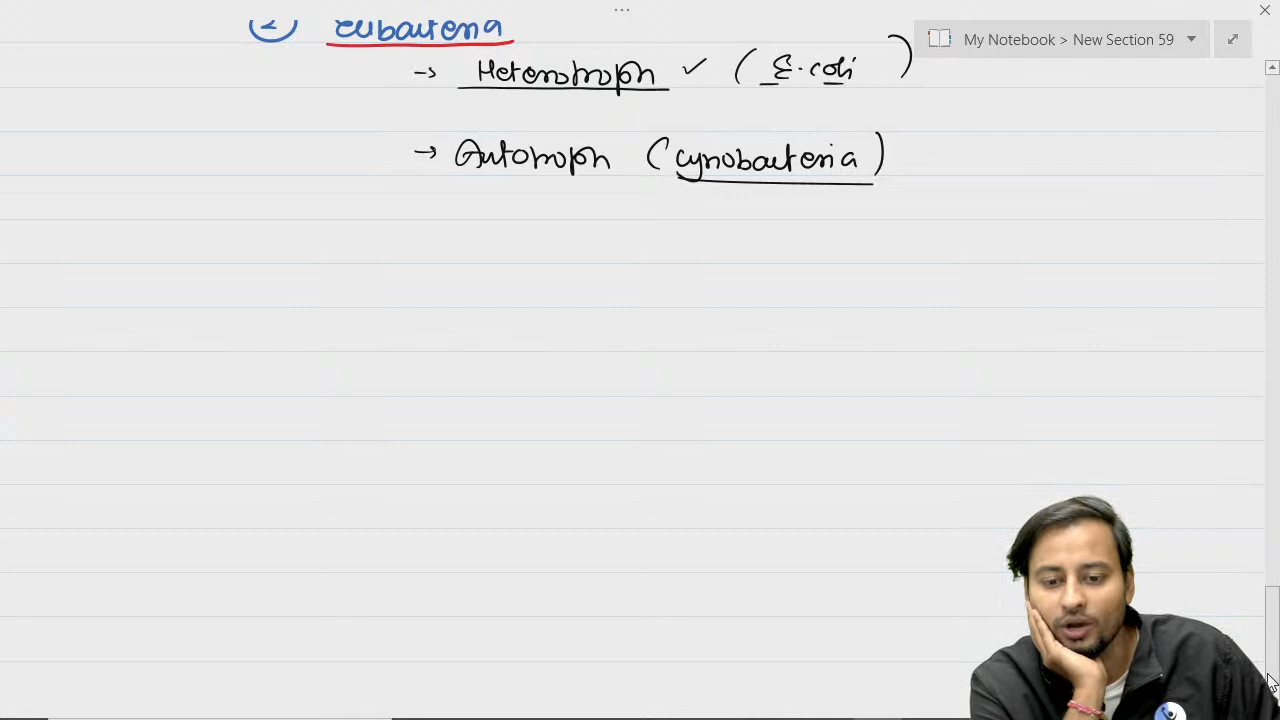 ② Eubacteria
My Notebook > New Section 59
→ Heterotroph ✓ (E.coli)
→ Autotroph (cynobacteria)